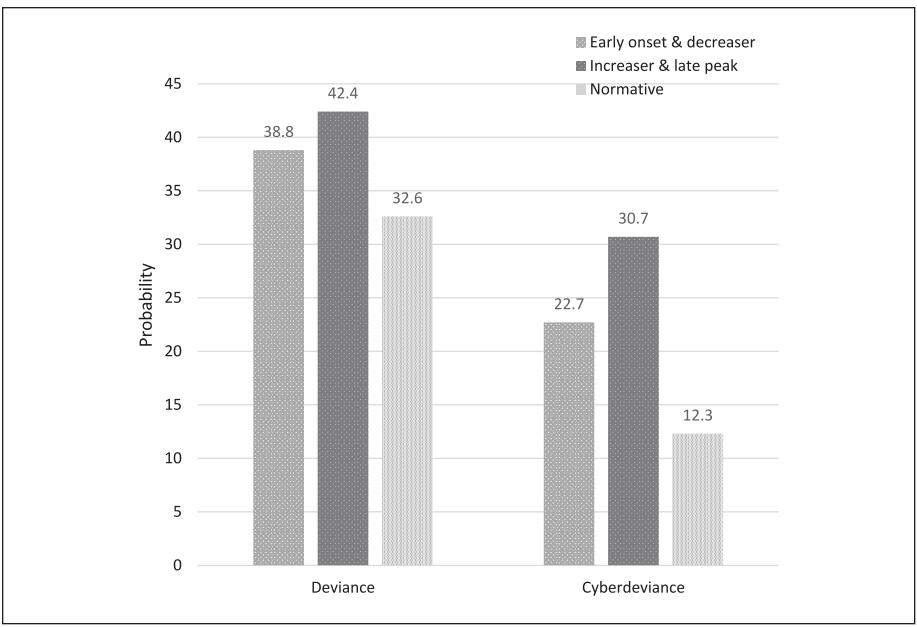 Early onset & decreaser
Increaser & late peak
Normative
45
40
35
30
25
20
15
10
5
0
Probability
38.8
42.4
32.6
22.7
30.7
12.3
Deviance
Cyberdeviance